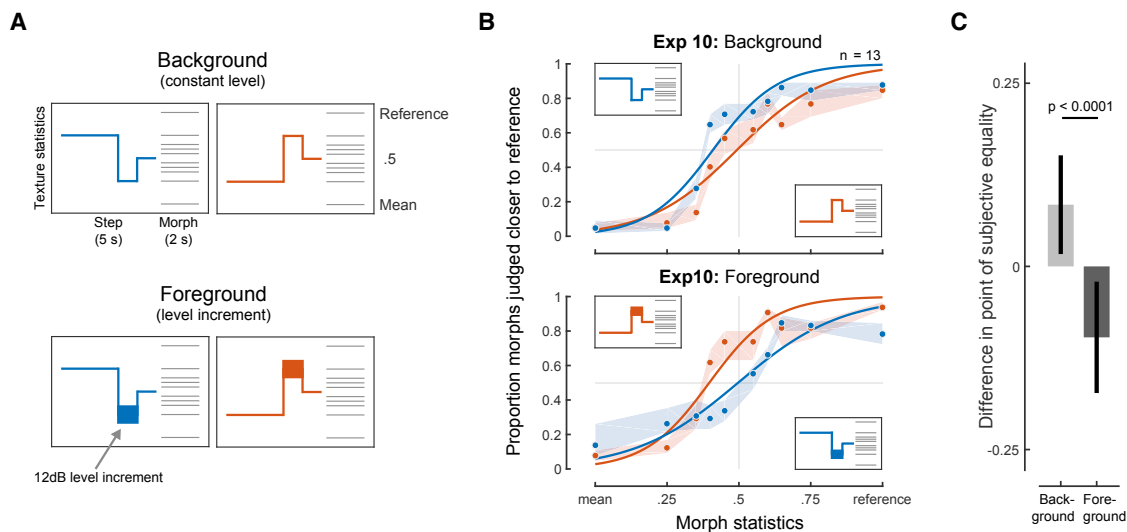 A
Background
(constant level)
Texture statistics
Reference
.5
Mean
Step
(5 s)
Morph
(2 s)
Foreground
(level increment)
12dB level increment
B
Proportion morphs judged closer to reference
Exp 10: Background
n = 13
1
0.8
0.6
0.4
0.2
0
Exp10: Foreground
1
0.8
0.6
0.4
0.2
0
mean
.25
.5
.75
reference
Morph statistics
C
Difference in point of subjective equality
0.25
p < 0.0001
0
-0.25
Back-
ground
Fore-
ground